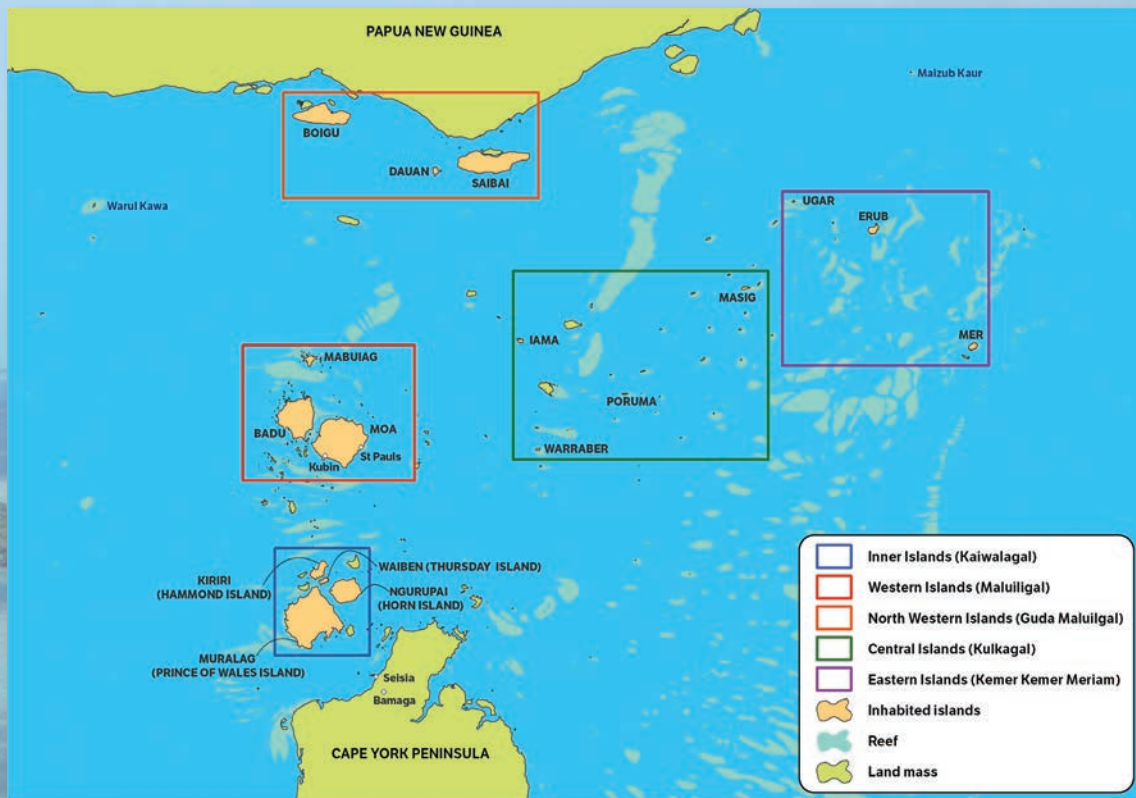 PAPUA NEW GUINEA
Malzub Kaur
BOIGU
DAUAN
SAIBAI
Warul Kawa
UGAR
ERUB
MASIG
IAMA
MER
MABUIAG
PORUMA
BADU
MOA
St Pauls
Kubin
WARRABER
WAIBEN (THURSDAY ISLAND)
KIRIRI
(HAMMOND ISLAND)
NGURUPAI
(HORN ISLAND)
MURALAG
(PRINCE OF WALES ISLAND)
Seisia
Bamaga
CAPE YORK PENINSULA
Inner Islands (Kaiwalagal)
Western Islands (Maluiligal)
North Western Islands (Guda Maluilgal)
Central Islands (Kulkagal)
Eastern Islands (Kemer Kemer Meriam)
Inhabited islands
Reef
Land mass